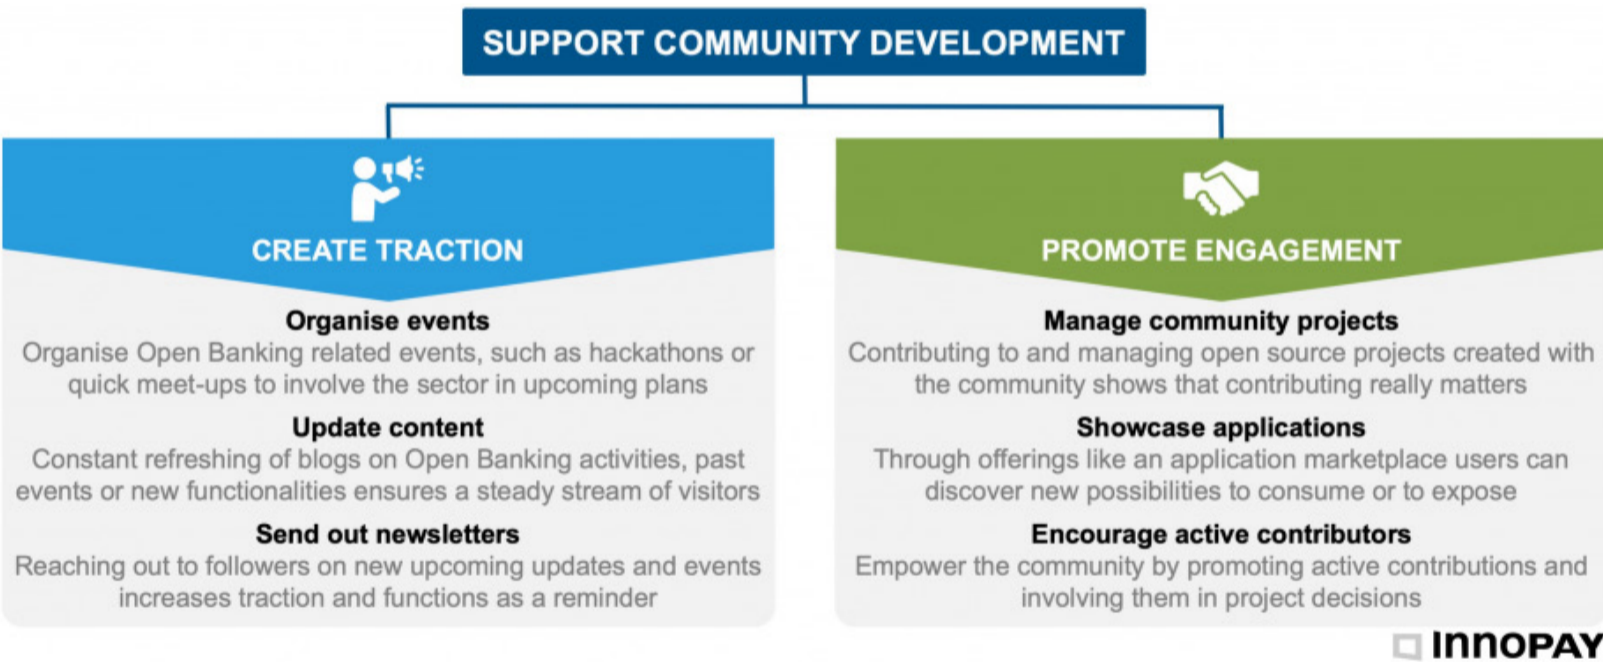 SUPPORT COMMUNITY DEVELOPMENT
CREATE TRACTION
Organise events
Organise Open Banking related events, such as hackathons or
quick meet-ups to involve the sector in upcoming plans
Update content
Constant refreshing of blogs on Open Banking activities, past
events or new functionalities ensures a steady stream of visitors
Send out newsletters
Reaching out to followers on new upcoming updates and events
increases traction and functions as a reminder
PROMOTE ENGAGEMENT
Manage community projects
Contributing to and managing open source projects created with
the community shows that contributing really matters
Showcase applications
Through offerings like an application marketplace users can
discover new possibilities to consume or to expose
Encourage active contributors
Empower the community by promoting active contributions and
involving them in project decisions
INNOPAY